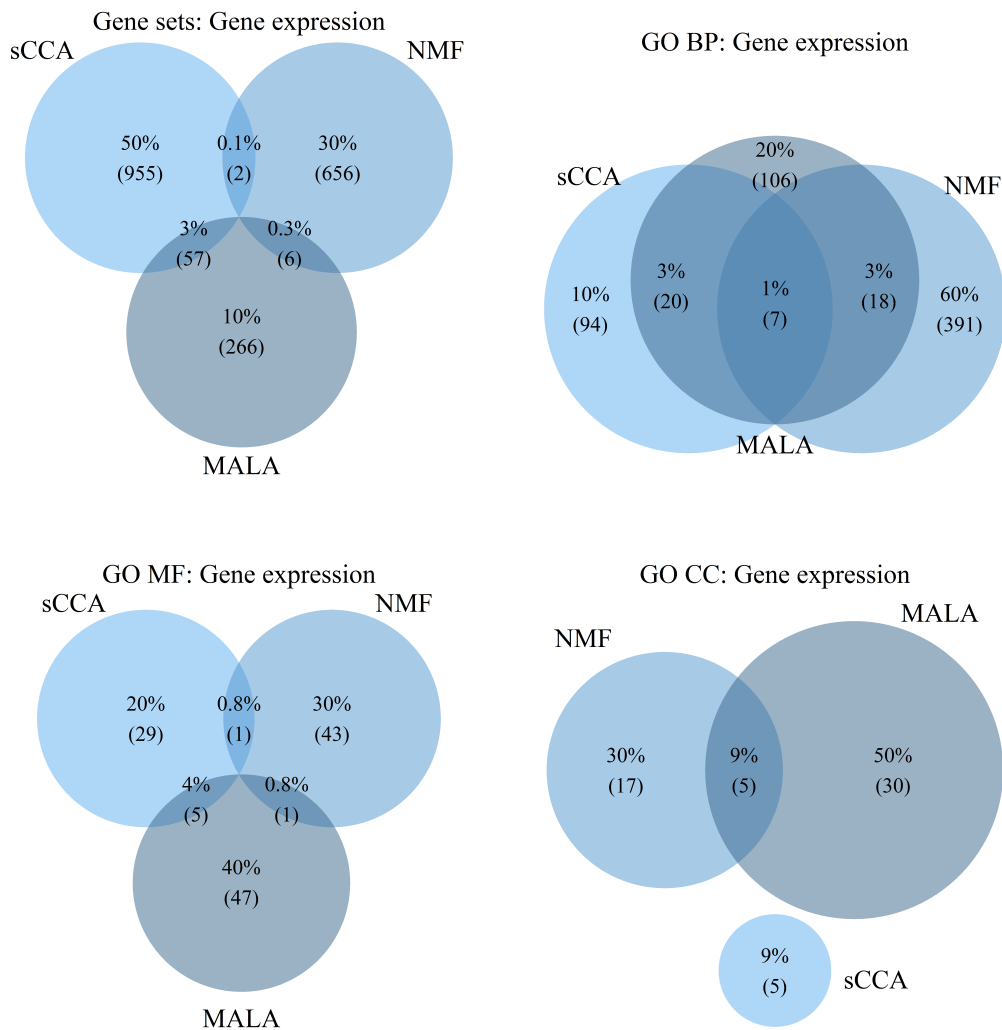 Gene sets: Gene expression
sCCA
NMF
50%
(955)
0.1%
(2)
30%
(656)
3%
(57)
0.3%
(6)
10%
(266)
MALA
GO BP: Gene expression
sCCA
NMF
20%
(106)
10%
(94)
3%
(20)
1%
(7)
3%
(18)
60%
(391)
MALA
GO MF: Gene expression
sCCA
NMF
20%
(29)
0.8%
(1)
30%
(43)
4%
(5)
0.8%
(1)
40%
(47)
MALA
GO CC: Gene expression
MALA
NMF
30%
(17)
9%
(5)
50%
(30)
9%
(5)
sCCA